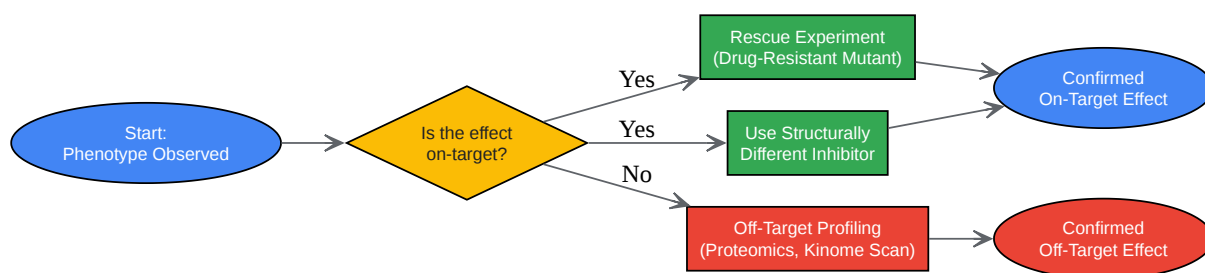 Start:
Phenotype Observed
Is the effect
on-target?
Yes
Rescue Experiment
(Drug-Resistant Mutant)
Yes
Use Structurally
Different Inhibitor
Confirmed
On-Target Effect
No
Off-Target Profiling
(Proteomics, Kinome Scan)
Confirmed
Off-Target Effect